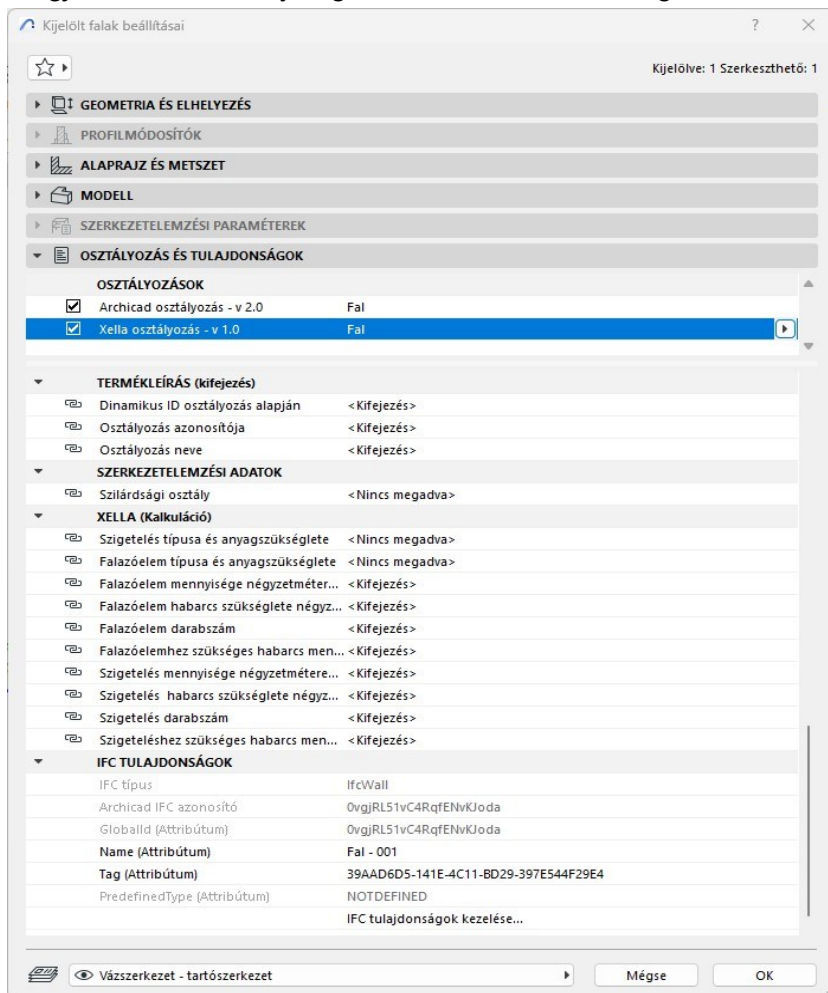 Kijelölt falak beállításai
?
Kijelölve: 1 Szerkeszthető: 1
GEOMETRIA ÉS ELHELYEZÉS
PROFILMÓDOSÍTÓK
ALAPRAJZ ÉS METSZET
MODELL
SZERKEZETELEMZÉSI PARAMÉTEREK
OSZTÁLYOZÁS ÉS TULAJDONSÁGOK
OSZTÁLYOZÁSOK
Archicad osztályozás - v 2.0 Fal
Xella osztályozás - v 1.0 Fal
TERMÉKLEÍRÁS (kifejezés)
Dinamikus ID osztályozás alapján <Kifejezés>
Osztályozás azonosítója <Kifejezés>
Osztályozás neve <Kifejezés>
SZERKEZETELEMZÉSI ADATOK
Szilárdsági osztály <Nincs megadva>
XELLA (Kalkuláció)
Szigetelés típusa és anyagszükséglete <Nincs megadva>
Falazóelem típusa és anyagszükséglete <Nincs megadva>
Falazóelem mennyisége négyzetméter... <Kifejezés>
Falazóelem habarcs szükséglete négyz... <Kifejezés>
Falazóelem darabszám <Kifejezés>
Falazóelemhez szükséges habarcs men... <Kifejezés>
Szigetelés mennyisége négyzetmétere... <Kifejezés>
Szigetelés habarcs szükséglete négyz... <Kifejezés>
Szigetelés darabszám <Kifejezés>
Szigeteléshez szükséges habarcs men... <Kifejezés>
IFC TULAJDONSÁGOK
IFC típus IfcWall
Archicad IFC azonosító 0vgjRL51vC4RqfENvKJoda
GlobalId (Attribútum) 0vgjRL51vC4RqfENvKJoda
Name (Attribútum) Fal - 001
Tag (Attribútum) 39AAD6D5-141E-4C11-BD29-397E544F29E4
PredefinedType (Attribútum) NOTDEFINED
IFC tulajdonságok kezelése...
Vázszerkezet - tartószerkezet
Mégse
OK